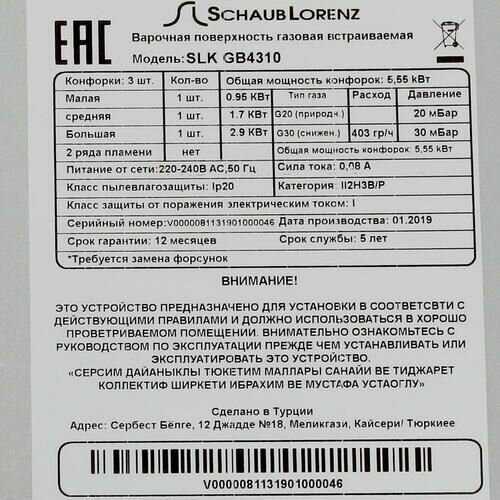 SCHAUB LORENZ
EAC
Варочная поверхность газовая встраиваемая
Модель: SLK GB4310
Конфорки: 3 шт. Кол-во Общая мощность конфорок: 5,55 кВт
Малая 1 шт. 0.95 КВт Тип газа Расход Давление
средняя 1 шт. 1.7 КВт G20 (природн.) 20 мБар
Большая 1 шт. 2.9 КВт G30 (снижен.) 403 гр/ч 30 мБар
2 ряда пламени нет Общая мощность конфорок: 5,55 кВт
Питание от сети: 220-240В АС,50 Гц Сила тока: 0,08 А
Класс пылевлагозащиты: Ip20 Категория: II2H3B/P
Класс защиты от поражения электрическим током: I
Серийный номер: V0000081131901000046 Дата производства: 01.2019
Срок гарантии: 12 месяцев Срок службы: 5 лет
*Требуется замена форсунок
ВНИМАНИЕ!
ЭТО УСТРОЙСТВО ПРЕДНАЗНАЧЕНО ДЛЯ УСТАНОВКИ В СООТВЕТСВТИ С
ДЕЙСТВУЮЩИМИ ПРАВИЛАМИ И ДОЛЖНО ИСПОЛЬЗОВАТЬСЯ В ХОРОШО
ПРОВЕТРИВАЕМОМ ПОМЕЩЕНИИ. ВНИМАТЕЛЬНО ОЗНАКОМЬТЕСЬ С
РУКОВОДСТВОМ ПО ЭКСПЛУАТАЦИИ ПРЕЖДЕ ЧЕМ УСТАНАВЛИВАТЬ ИЛИ
ЭКСПЛУАТИРОВАТЬ ЭТО УСТРОЙСТВО.
«СЕРСИМ ДАЙАНЫКЛЫ ТЮКЕТИМ МАЛЛАРЫ САНАЙИ ВЕ ТИДЖАРЕТ
КОЛЛЕКТИФ ШИРКЕТИ ИБРАХИМ ВЕ МУСТАФА УСТАОГЛУ»
Сделано в Турции
Адрес: Сербест Бёлге, 12 Джадде №18, Меликгази, Кайсери/ Тюркиее
V0000081131901000046